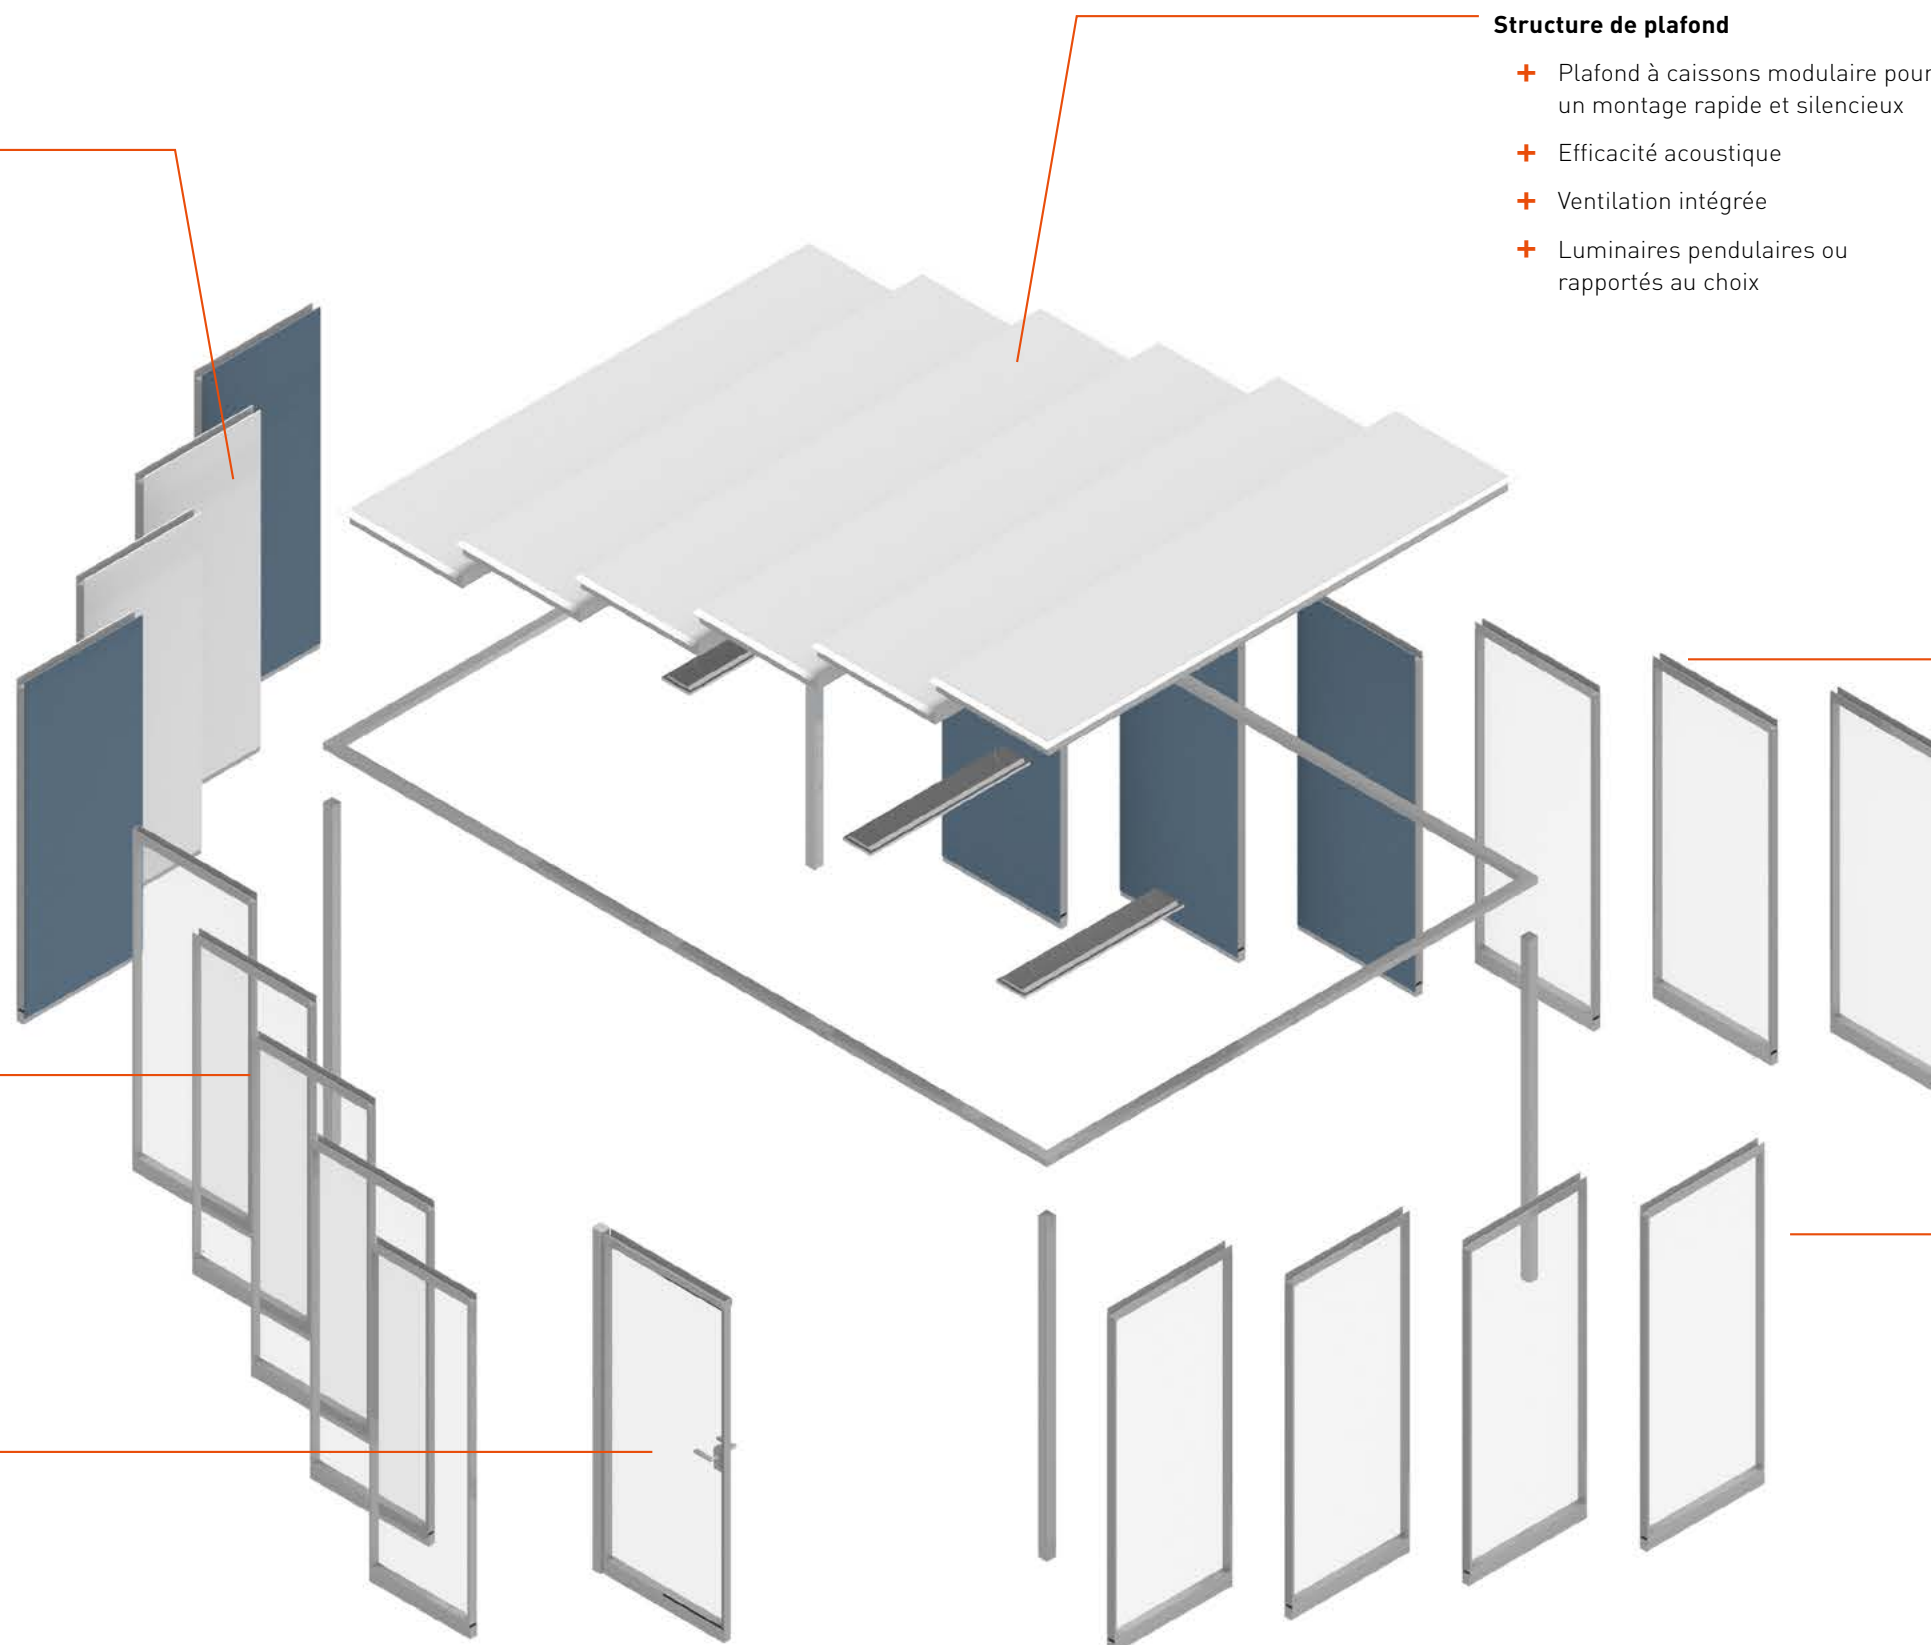 Structure de plafond
+ Plafond à caissons modulaire pour
un montage rapide et silencieux
+ Efficacité acoustique
+ Ventilation intégrée
+ Luminaires pendulaires ou
rapportés au choix